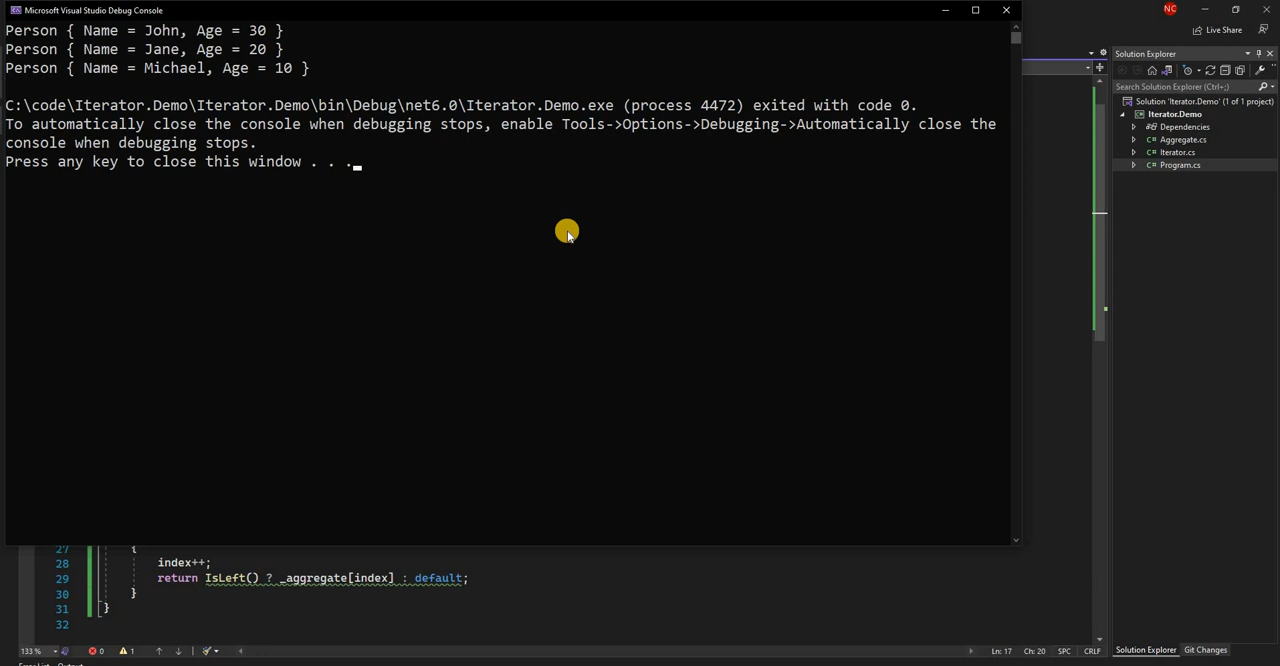 Microsoft Visual Studio Debug Console
Person { Name = John, Age = 30 }
Person { Name = Jane, Age = 20 }
Person { Name = Michael, Age = 10 }
C:\code\Iterator.Demo\Iterator.Demo\bin\Debug\net6.0\Iterator.Demo.exe (process 4472) exited with code 0.
To automatically close the console when debugging stops, enable Tools->Options->Debugging->Automatically close the
console when debugging stops.
Press any key to close this window . . .
NC
Live Share
Solution Explorer
Search Solution Explorer (Ctrl+;)
Solution 'Iterator.Demo' (1 of 1 project)
Iterator.Demo
Dependencies
C# Aggregate.cs
C# Iterator.cs
C# Program.cs
27 {
28 index++;
29 return IsLeft() ? _aggregate[index] : default;
30 }
31 }
32
133 % 0 1 Ln: 17 Ch: 20 SPC CRLF
Solution Explorer Git Changes
Error List Output